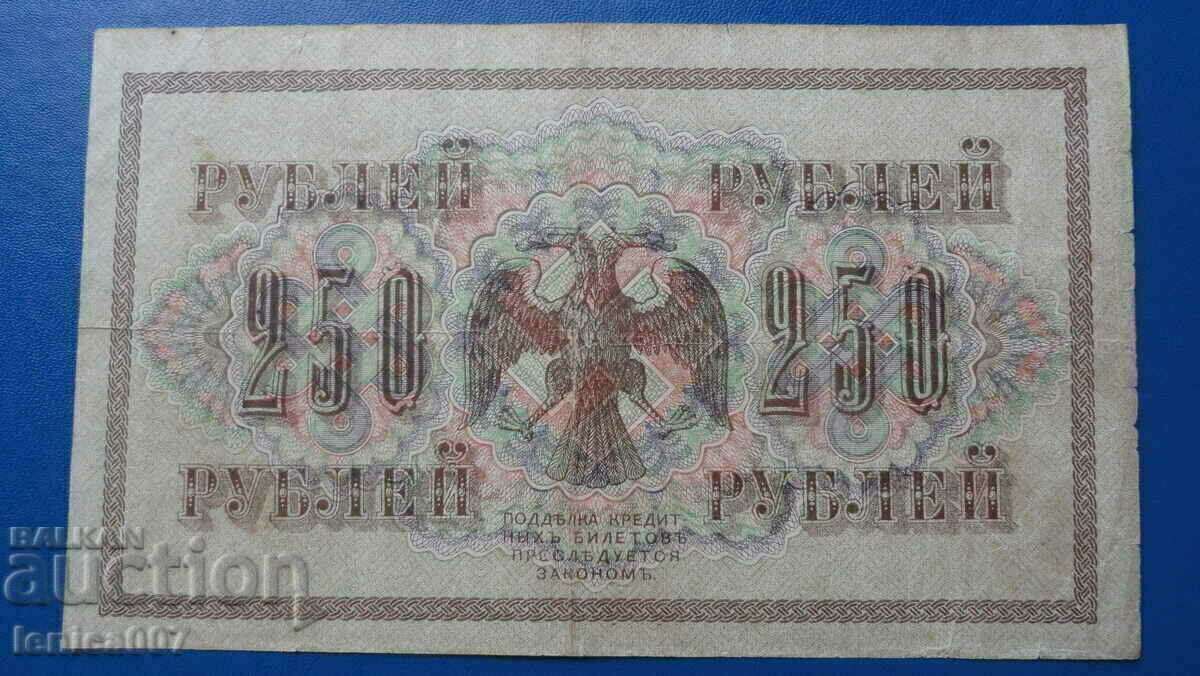 РУБЛЕЙ РУБЛЕЙ
250 250
РУБЛЕЙ РУБЛЕЙ
ПОДДѢЛКА КРЕДИТ
НЫХЪ БИЛЕТОВЪ
ПРЕСЛѢДУЕТСЯ
ЗАКОНОМЪ.
BALKAN
auction
lenica007